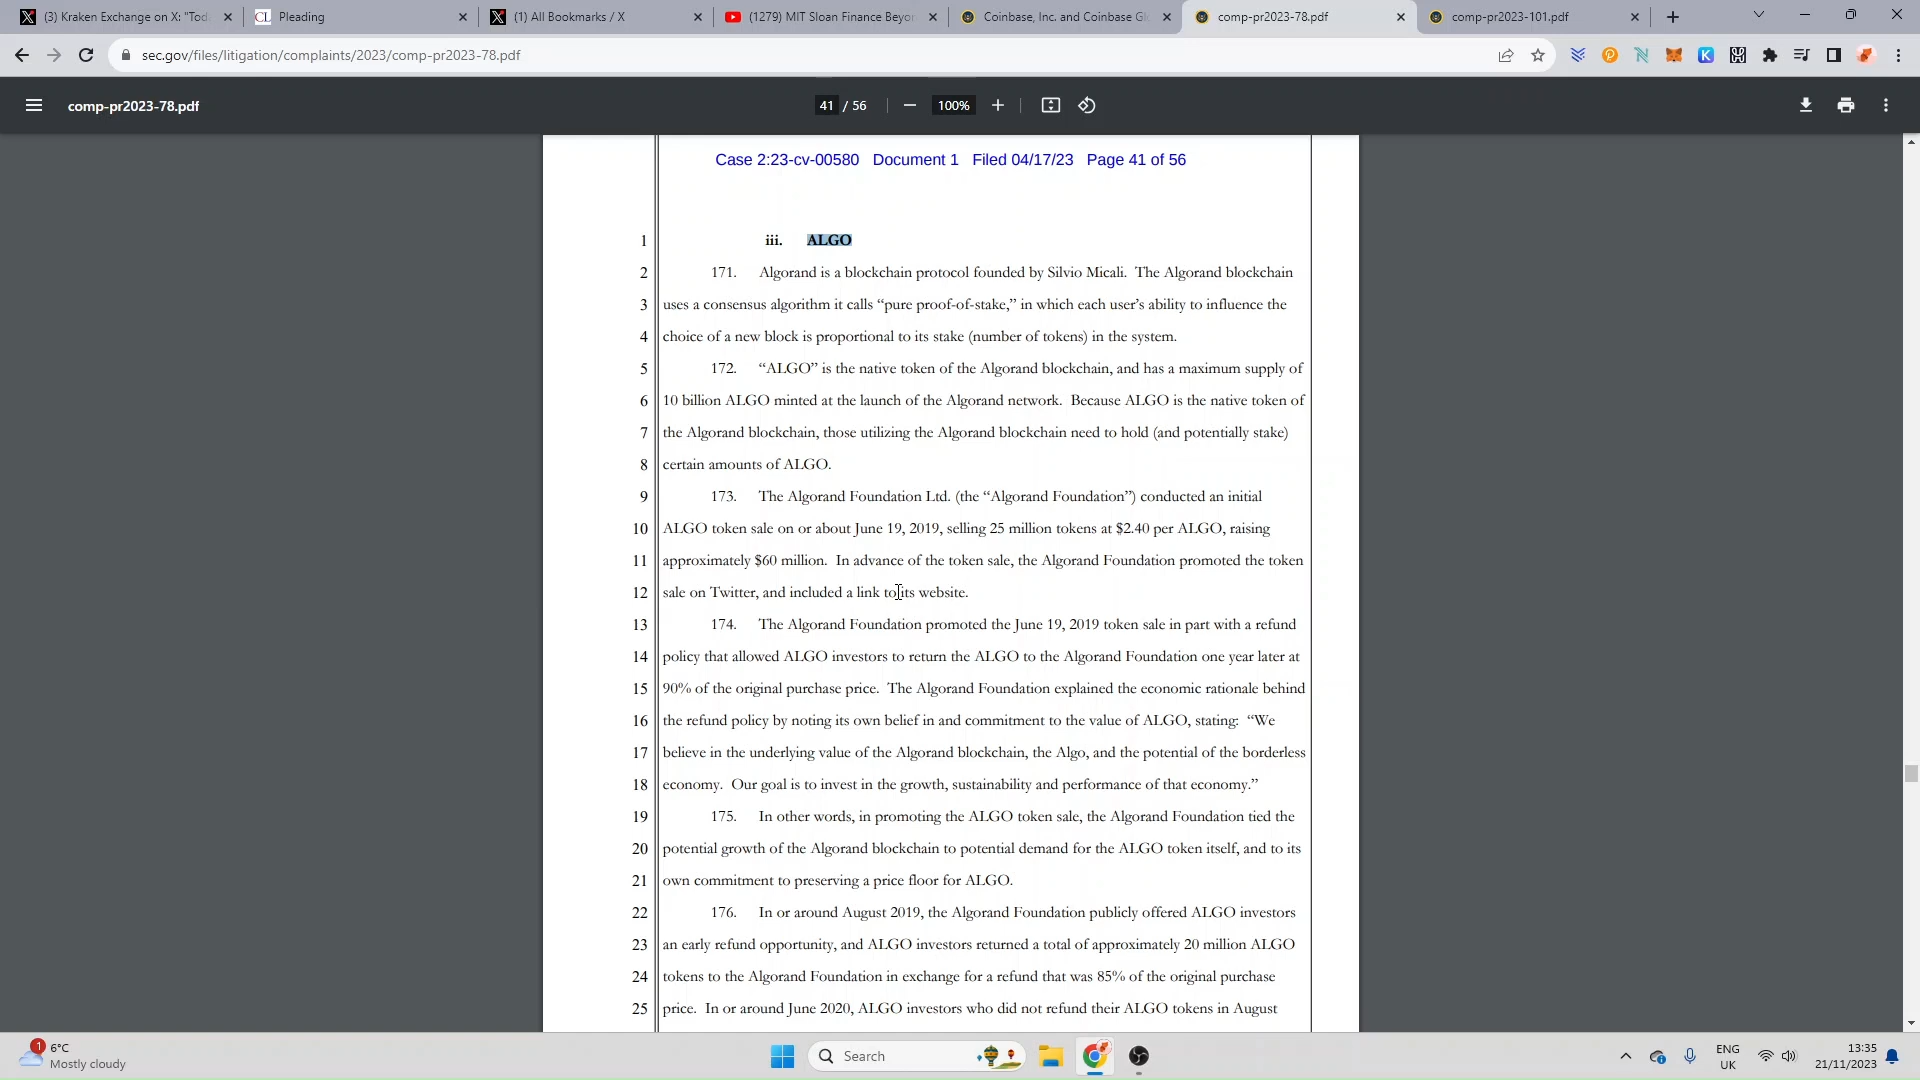 (3) Kraken Exchange on X: "Tod
Pleading
(1) All Bookmarks / X
(1279) MIT Sloan Finance Beyo
Coinbase, Inc. and Coinbase Gl
comp-pr2023-78.pdf
comp-pr2023-101.pdf
sec.gov/files/litigation/complaints/2023/comp-pr2023-78.pdf
comp-pr2023-78.pdf
41 / 56
100%
Case 2:23-cv-00580 Document 1 Filed 04/17/23 Page 41 of 56
1 iii. ALGO
2 171. Algorand is a blockchain protocol founded by Silvio Micali. The Algorand blockchain
3 uses a consensus algorithm it calls “pure proof-of-stake,” in which each user’s ability to influence the
4 choice of a new block is proportional to its stake (number of tokens) in the system.
5 172. “ALGO” is the native token of the Algorand blockchain, and has a maximum supply of
6 10 billion ALGO minted at the launch of the Algorand network. Because ALGO is the native token of
7 the Algorand blockchain, those utilizing the Algorand blockchain need to hold (and potentially stake)
8 certain amounts of ALGO.
9 173. The Algorand Foundation Ltd. (the “Algorand Foundation”) conducted an initial
10 ALGO token sale on or about June 19, 2019, selling 25 million tokens at $2.40 per ALGO, raising
11 approximately $60 million. In advance of the token sale, the Algorand Foundation promoted the token
12 sale on Twitter, and included a link to its website.
13 174. The Algorand Foundation promoted the June 19, 2019 token sale in part with a refund
14 policy that allowed ALGO investors to return the ALGO to the Algorand Foundation one year later at
15 90% of the original purchase price. The Algorand Foundation explained the economic rationale behind
16 the refund policy by noting its own belief in and commitment to the value of ALGO, stating: “We
17 believe in the underlying value of the Algorand blockchain, the Algo, and the potential of the borderless
18 economy. Our goal is to invest in the growth, sustainability and performance of that economy.”
19 175. In other words, in promoting the ALGO token sale, the Algorand Foundation tied the
20 potential growth of the Algorand blockchain to potential demand for the ALGO token itself, and to its
21 own commitment to preserving a price floor for ALGO.
22 176. In or around August 2019, the Algorand Foundation publicly offered ALGO investors
23 an early refund opportunity, and ALGO investors returned a total of approximately 20 million ALGO
24 tokens to the Algorand Foundation in exchange for a refund that was 85% of the original purchase
25 price. In or around June 2020, ALGO investors who did not refund their ALGO tokens in August
1
6°C
Mostly cloudy
Search
ENG
UK
13:35
21/11/2023